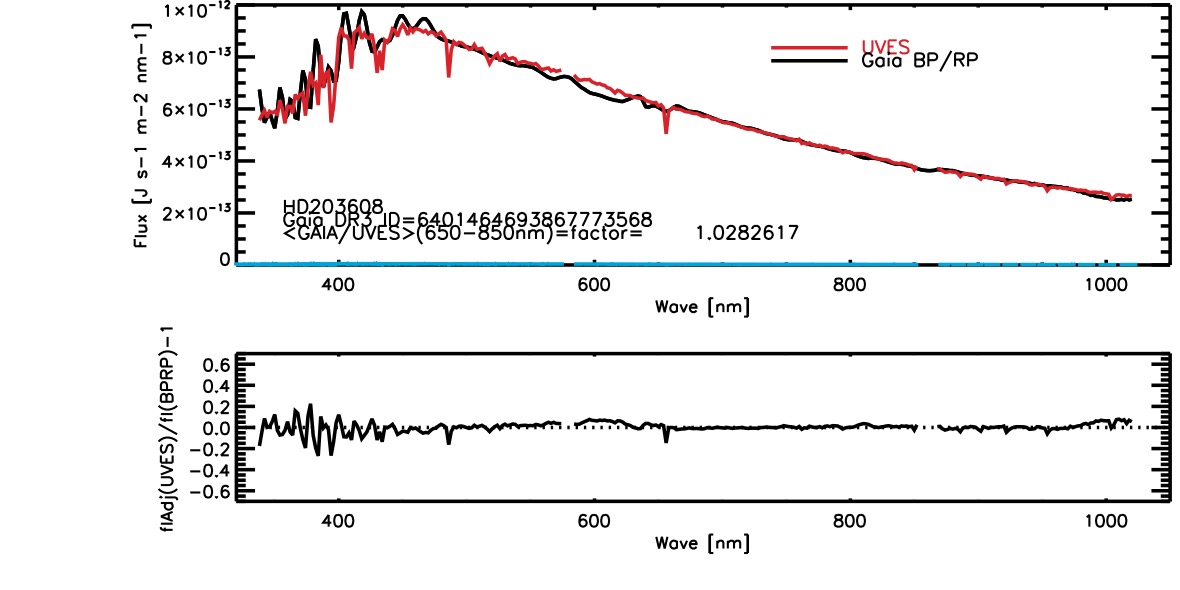 1×10−12
8×10−13
6×10−13
4×10−13
2×10−13
0
Flux [J s−1 m−2 nm−1]
UVES
Gaia BP/RP
HD203608
Gaia DR3 ID=6401464693867773568
<GAIA/UVES>(650−850nm)=factor= 1.0282617
400 600 800 1000
Wave [nm]
flAdj(UVES)/fl(BPRP)−1
0.6
0.4
0.2
0.0
−0.2
−0.4
−0.6
400 600 800 1000
Wave [nm]